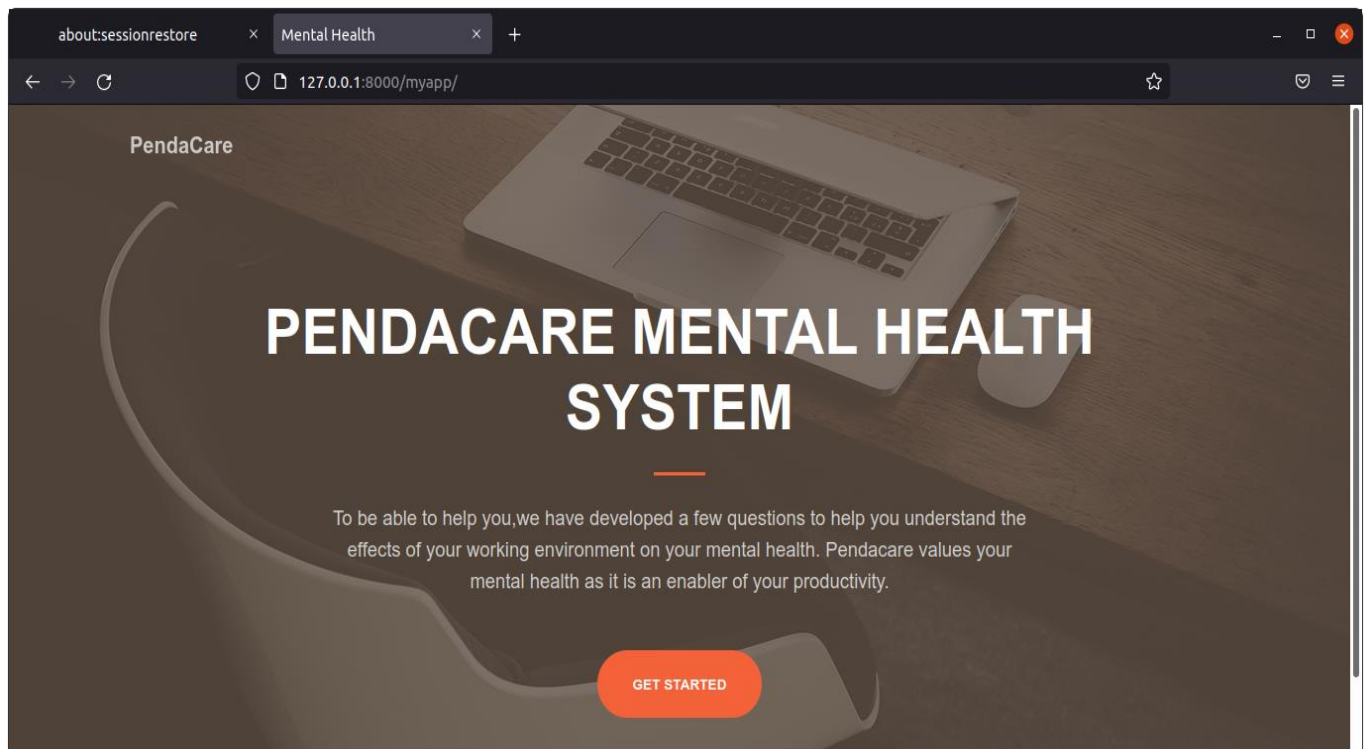 about:sessionrestore
Mental Health
127.0.0.1:8000/myapp/
PendaCare
PENDACARE MENTAL HEALTH
SYSTEM
To be able to help you,we have developed a few questions to help you understand the
effects of your working environment on your mental health. Pendacare values your
mental health as it is an enabler of your productivity.
GET STARTED